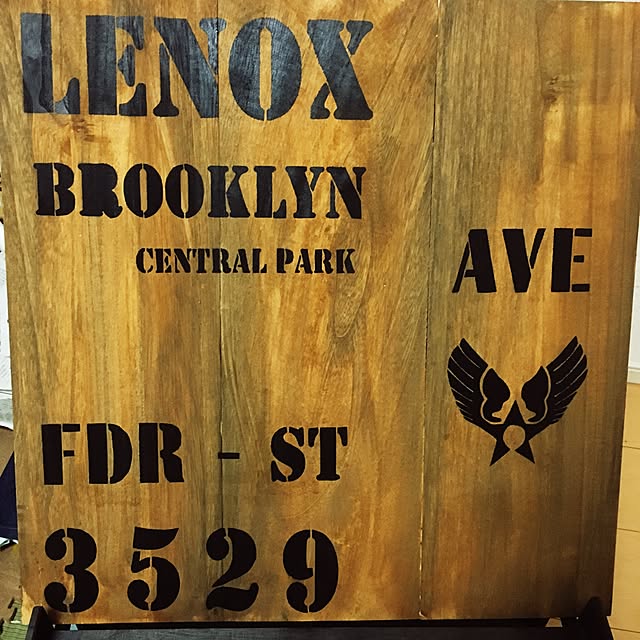 LENOX
BROOKLYN
CENTRAL PARK
AVE
FDR - ST
3529